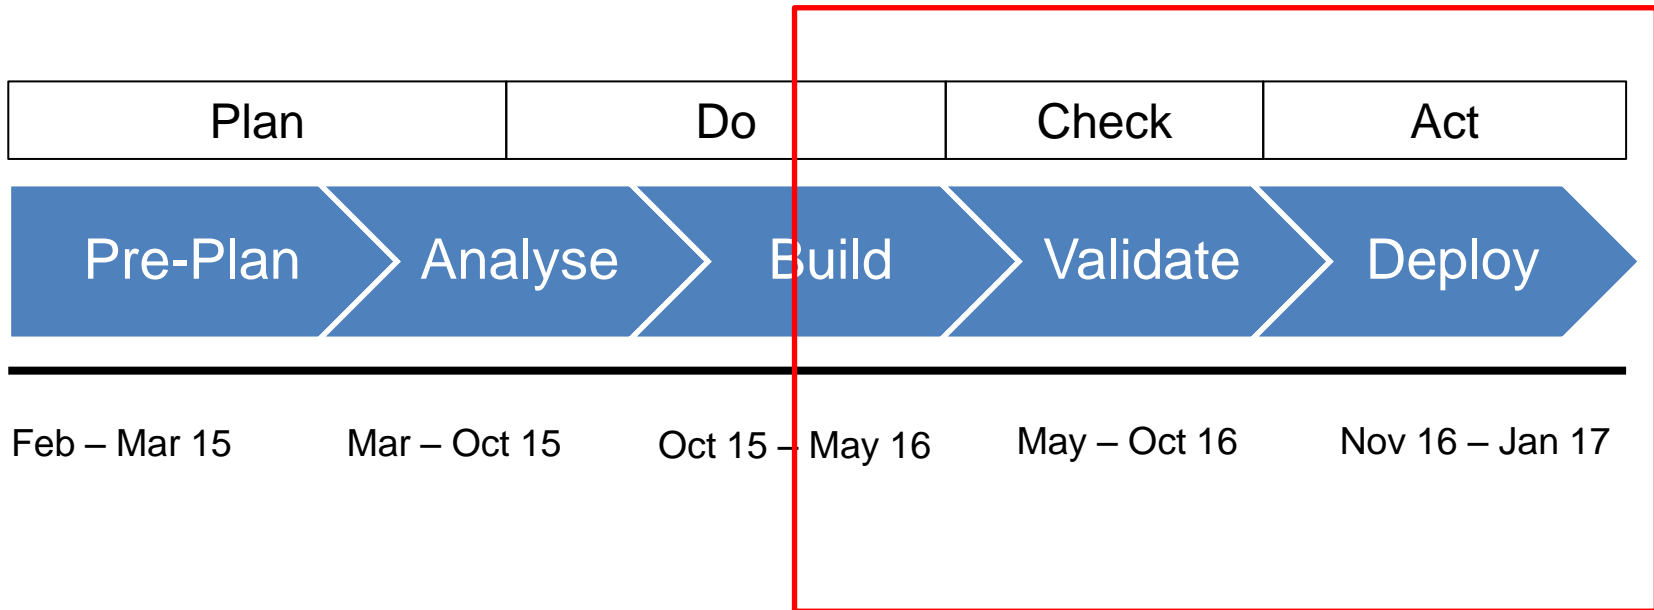 Plan Do Check Act
Pre-Plan Analyse Build Validate Deploy
Feb – Mar 15 Mar – Oct 15 Oct 15 – May 16 May – Oct 16 Nov 16 – Jan 17